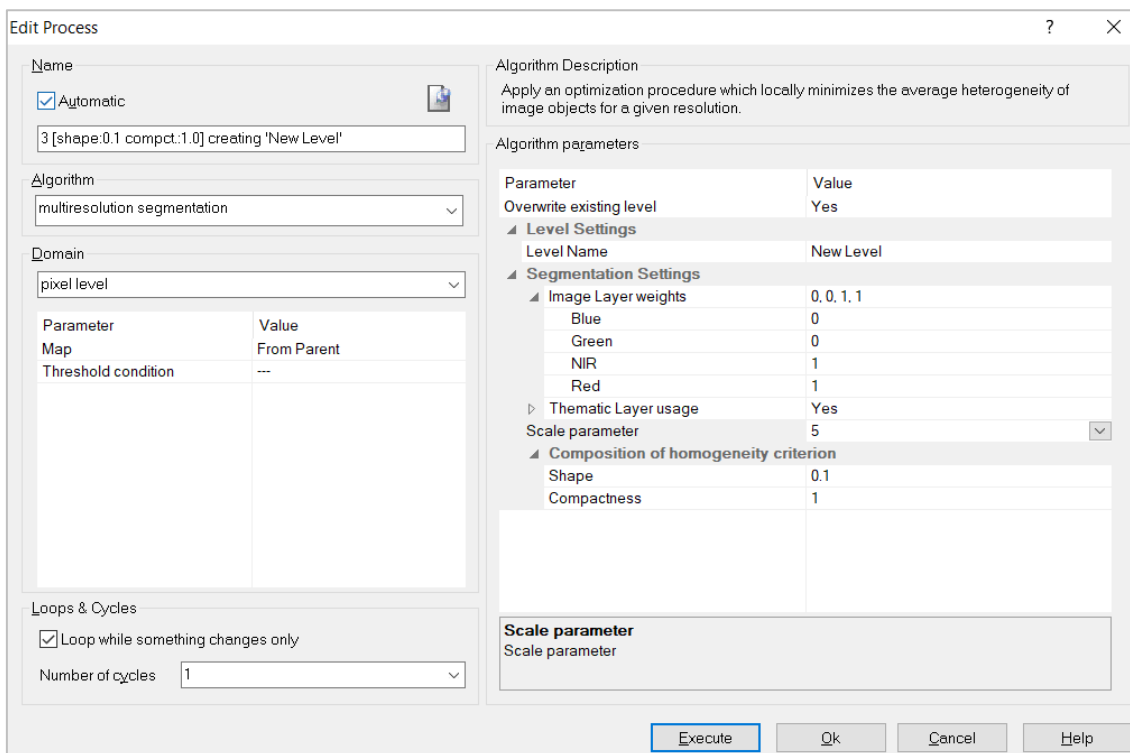 Edit Process
?
Name
Automatic
3 [shape:0.1 compct.:1.0] creating 'New Level'
Algorithm
multiresolution segmentation
Domain
pixel level
Parameter Value
Map From Parent
Threshold condition ---
Loops & Cycles
Loop while something changes only
Number of cycles 1
Algorithm Description
Apply an optimization procedure which locally minimizes the average heterogeneity of
image objects for a given resolution.
Algorithm parameters
Parameter Value
Overwrite existing level Yes
Level Settings
Level Name New Level
Segmentation Settings
Image Layer weights 0, 0, 1, 1
Blue 0
Green 0
NIR 1
Red 1
Thematic Layer usage Yes
Scale parameter 5
Composition of homogeneity criterion
Shape 0.1
Compactness 1
Scale parameter
Scale parameter
Execute Ok Cancel Help